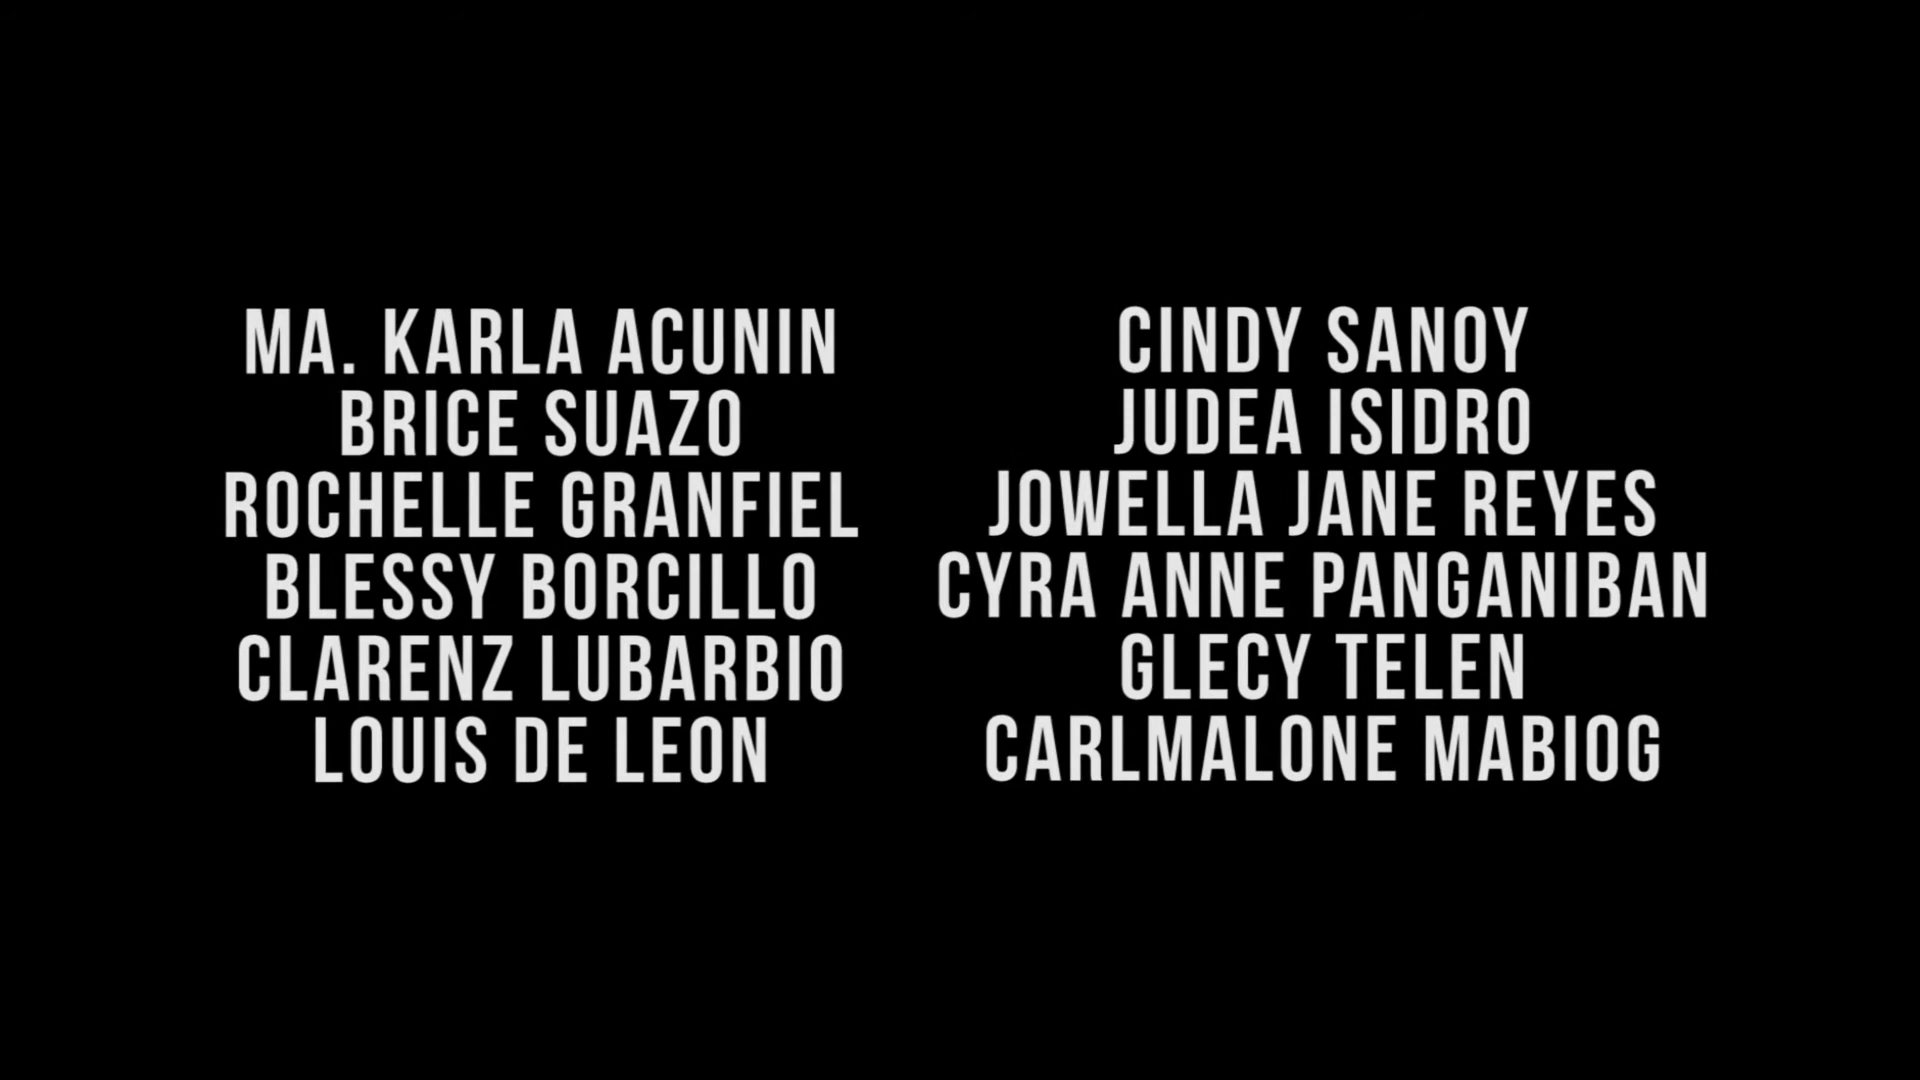 MA. KARLA ACUNIN
BRICE SUAZO
ROCHELLE GRANFIEL
BLESSY BORCILLO
CLARENZ LUBARBIO
LOUIS DE LEON
CINDY SANOY
JUDEA ISIDRO
JOWELLA JANE REYES
CYRA ANNE PANGANIBAN
GLECY TELEN
CARLMALONE MABIOG